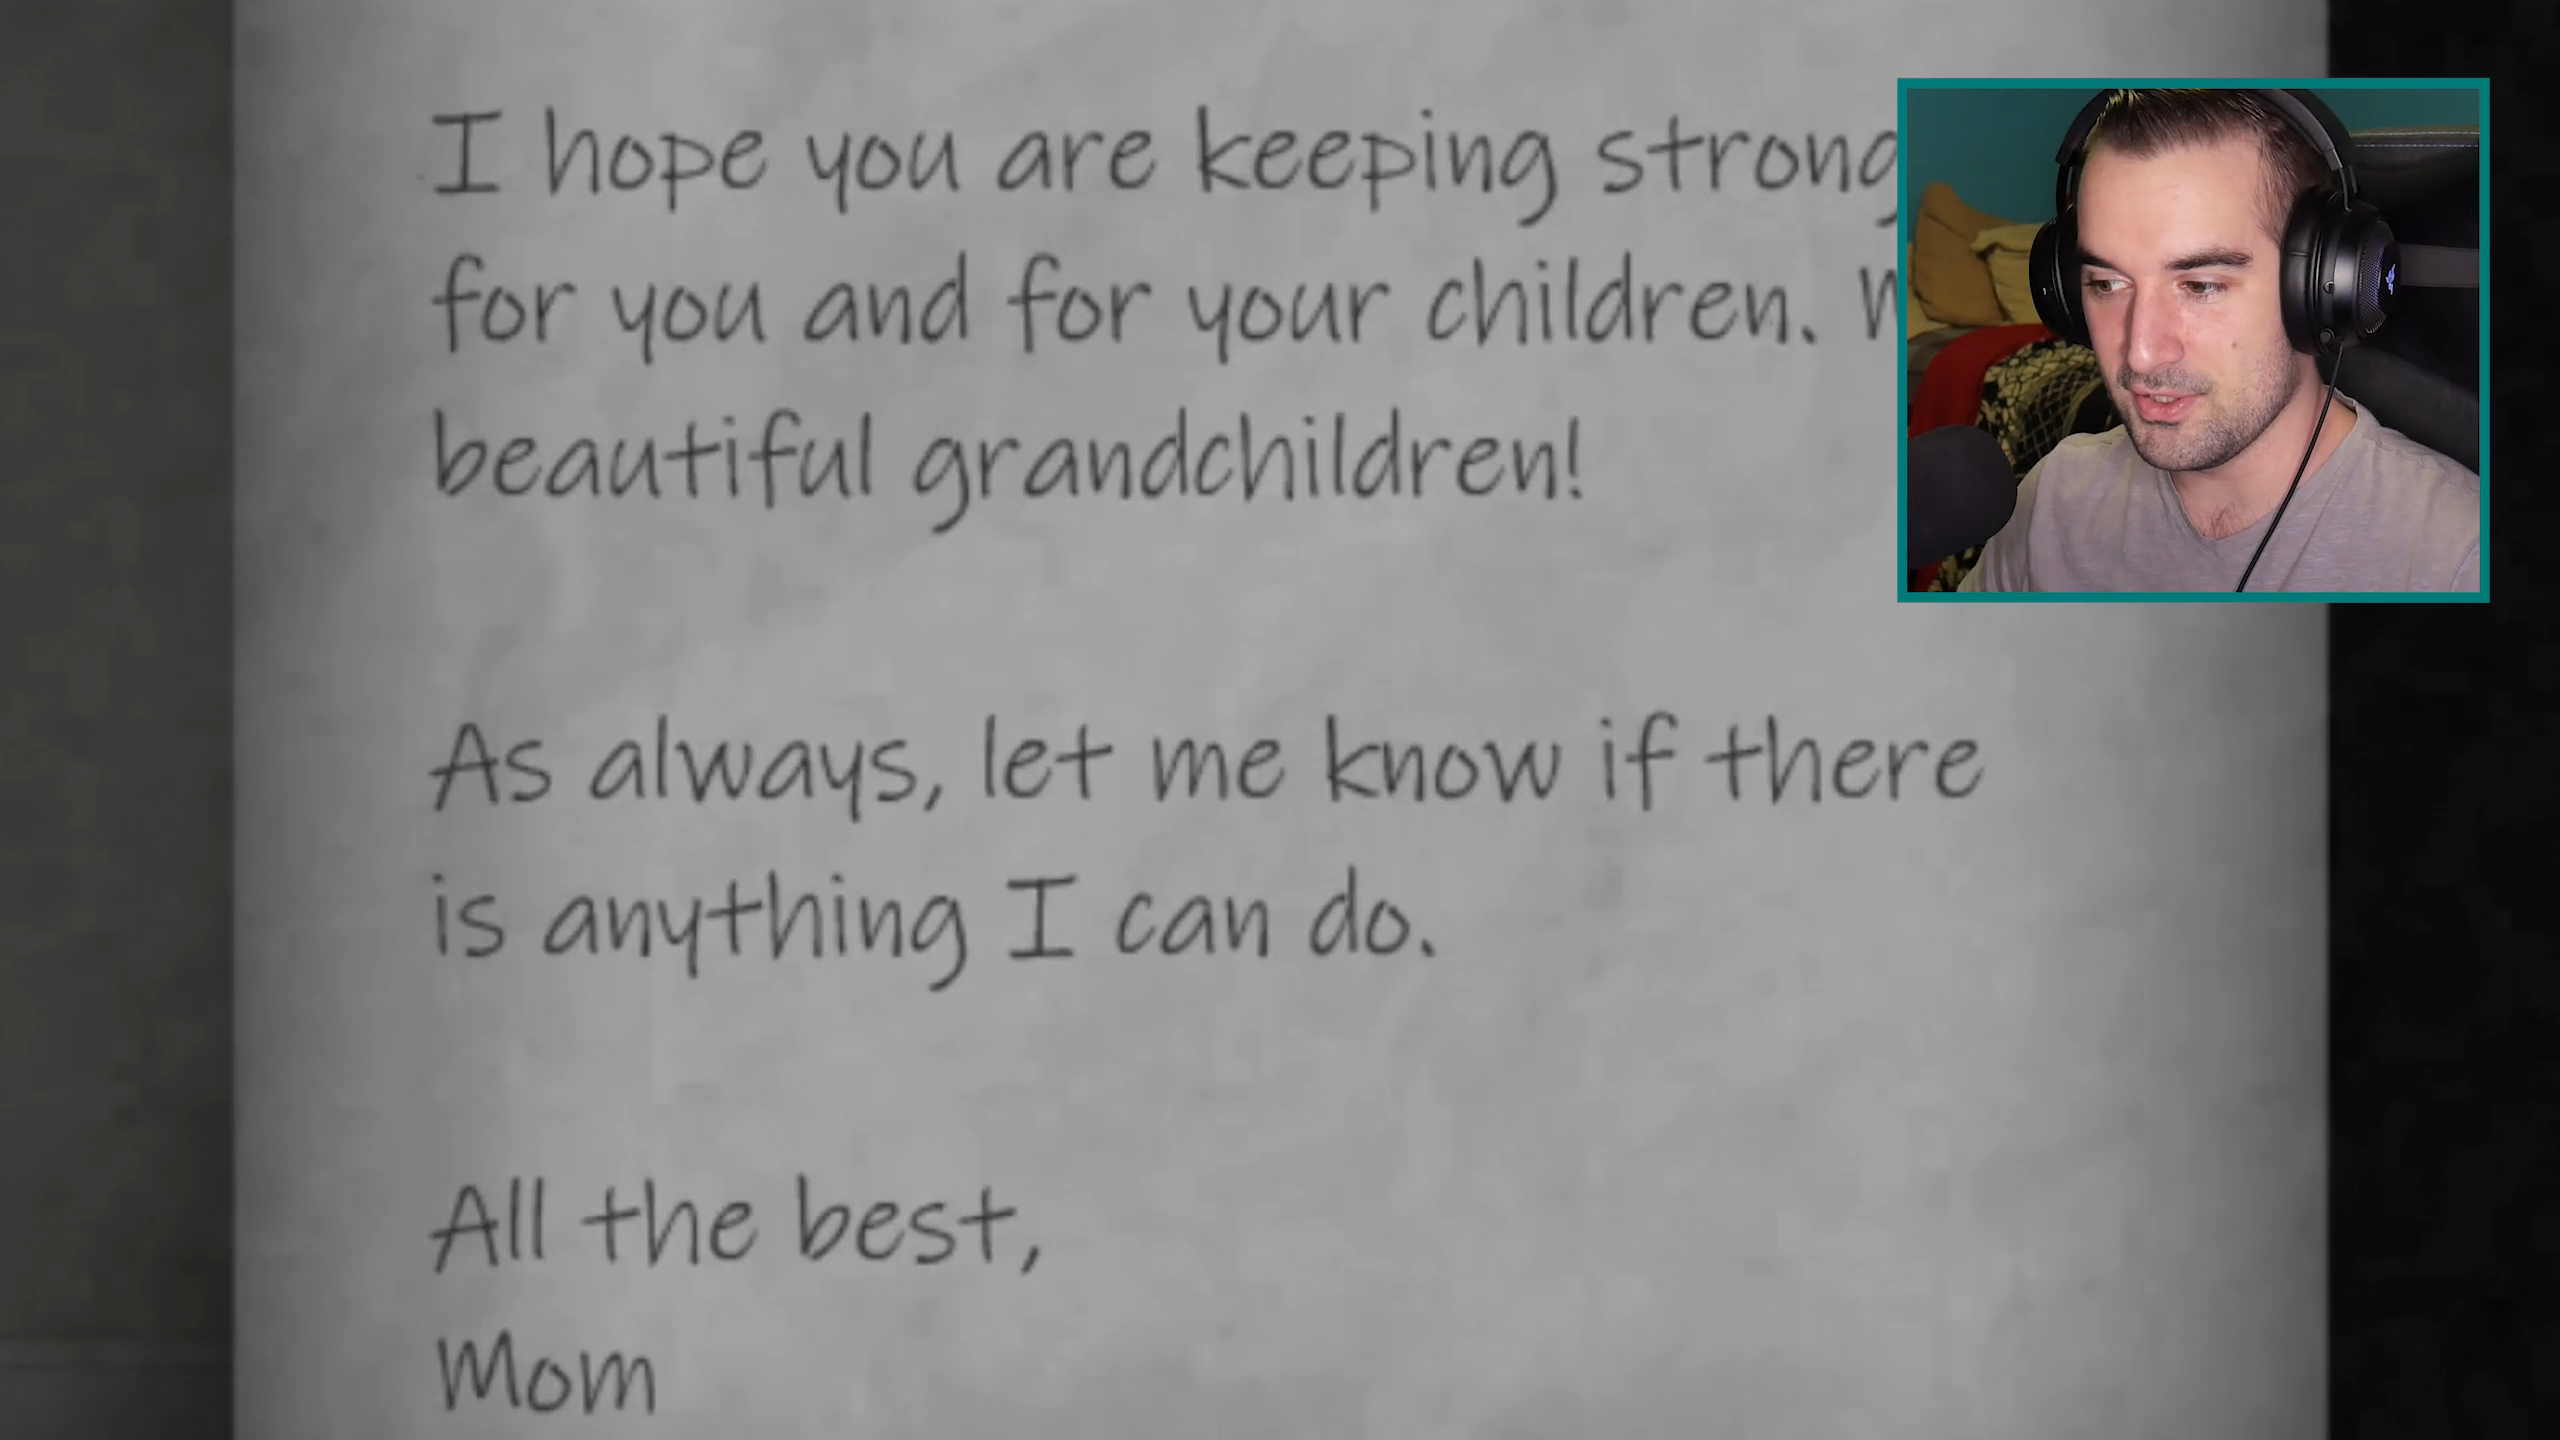 I hope you are keeping strong
for you and for your children.
beautiful grandchildren!
As always, let me know if there
is anything I can do.
All the best,
Mom